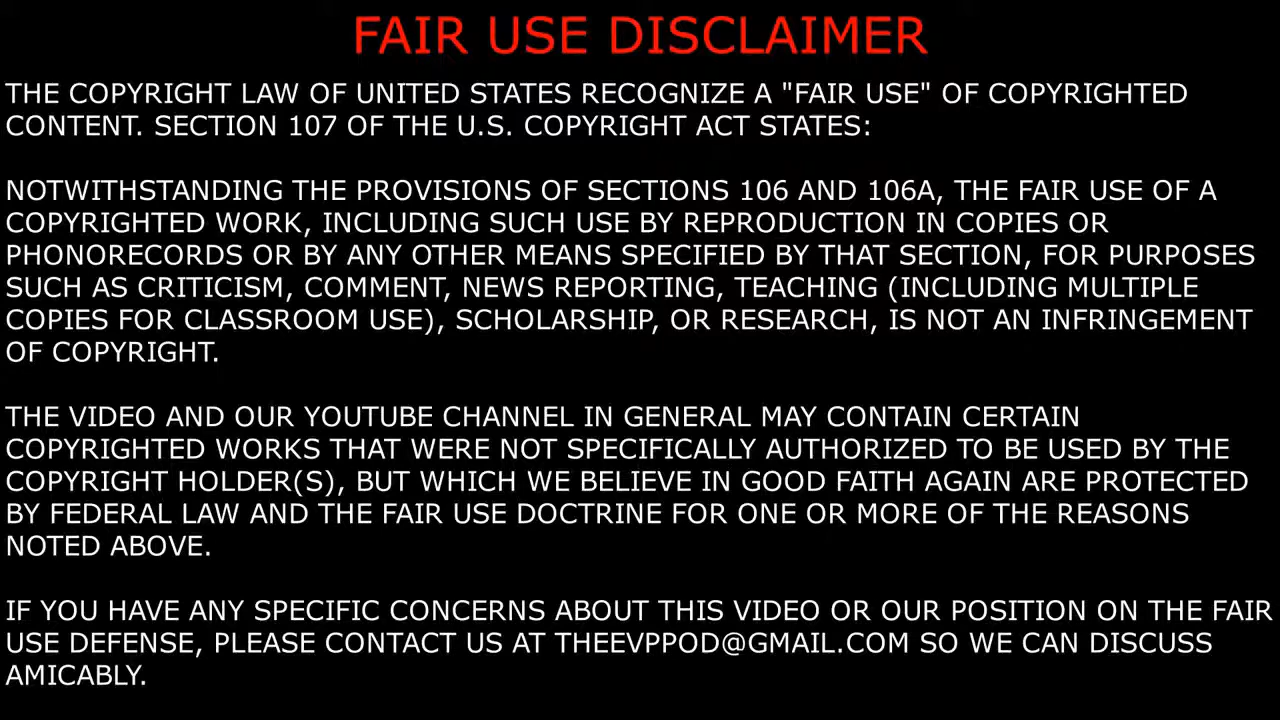 FAIR USE DISCLAIMER
THE COPYRIGHT LAW OF UNITED STATES RECOGNIZE A "FAIR USE" OF COPYRIGHTED
CONTENT. SECTION 107 OF THE U.S. COPYRIGHT ACT STATES:
NOTWITHSTANDING THE PROVISIONS OF SECTIONS 106 AND 106A, THE FAIR USE OF A
COPYRIGHTED WORK, INCLUDING SUCH USE BY REPRODUCTION IN COPIES OR
PHONORECORDS OR BY ANY OTHER MEANS SPECIFIED BY THAT SECTION, FOR PURPOSES
SUCH AS CRITICISM, COMMENT, NEWS REPORTING, TEACHING (INCLUDING MULTIPLE
COPIES FOR CLASSROOM USE), SCHOLARSHIP, OR RESEARCH, IS NOT AN INFRINGEMENT
OF COPYRIGHT.
THE VIDEO AND OUR YOUTUBE CHANNEL IN GENERAL MAY CONTAIN CERTAIN
COPYRIGHTED WORKS THAT WERE NOT SPECIFICALLY AUTHORIZED TO BE USED BY THE
COPYRIGHT HOLDER(S), BUT WHICH WE BELIEVE IN GOOD FAITH AGAIN ARE PROTECTED
BY FEDERAL LAW AND THE FAIR USE DOCTRINE FOR ONE OR MORE OF THE REASONS
NOTED ABOVE.
IF YOU HAVE ANY SPECIFIC CONCERNS ABOUT THIS VIDEO OR OUR POSITION ON THE FAIR
USE DEFENSE, PLEASE CONTACT US AT THEEVPPOD@GMAIL.COM SO WE CAN DISCUSS
AMICABLY.